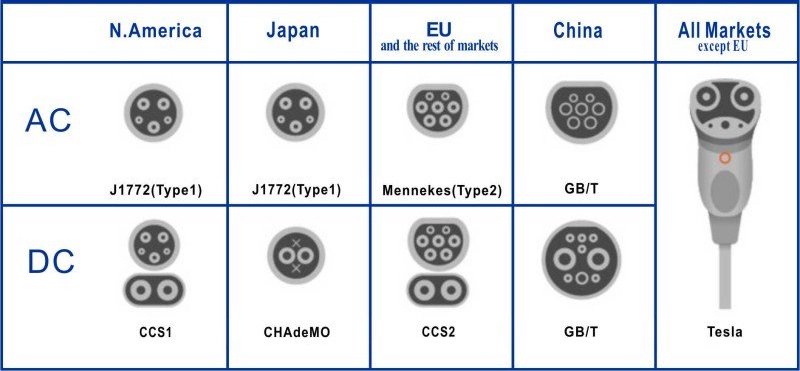 N.America
Japan
EU
and the rest of markets
China
All Markets
except EU
AC
J1772(Type1)
J1772(Type1)
Mennekes(Type2)
GB/T
DC
CCS1
CHAdeMO
CCS2
GB/T
Tesla